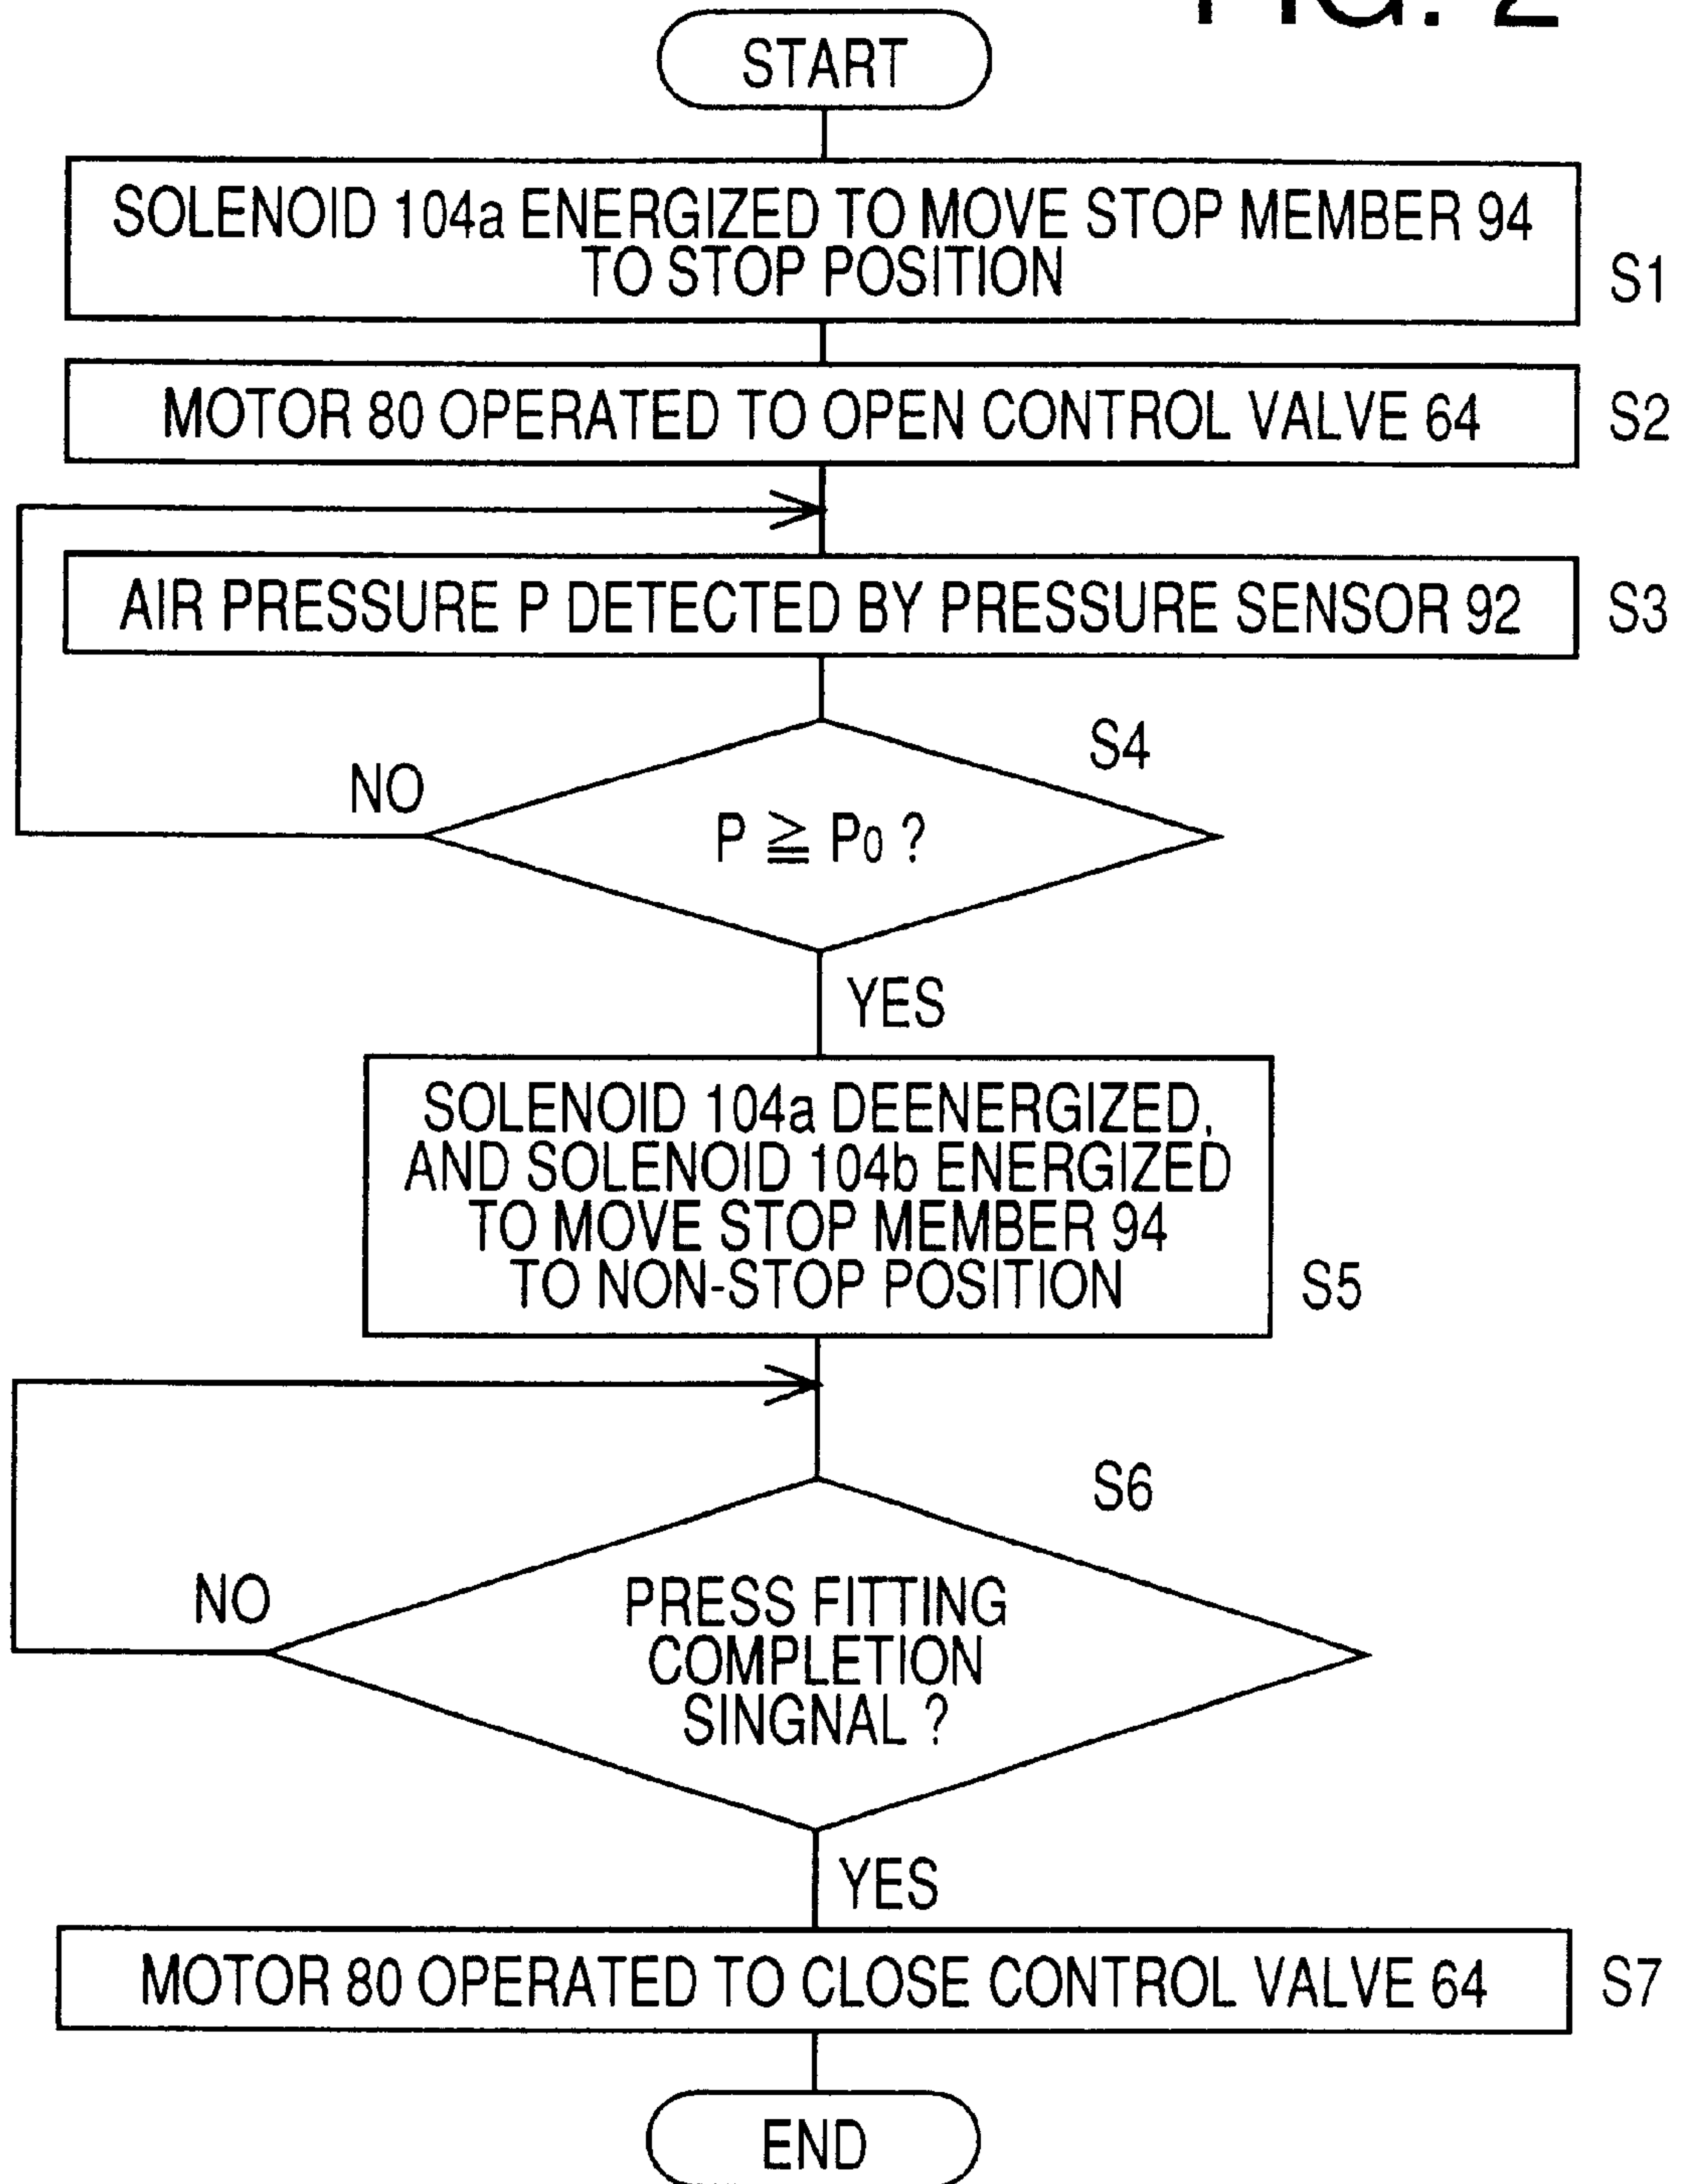 FIG. 2
START
SOLENOID 104a ENERGIZED TO MOVE STOP MEMBER 94
TO STOP POSITION
S1
MOTOR 80 OPERATED TO OPEN CONTROL VALVE 64
S2
AIR PRESSURE P DETECTED BY PRESSURE SENSOR 92
S3
S4
NO
P ≧ P0 ?
YES
SOLENOID 104a DEENERGIZED,
AND SOLENOID 104b ENERGIZED
TO MOVE STOP MEMBER 94
TO NON-STOP POSITION
S5
S6
NO
PRESS FITTING
COMPLETION
SINGNAL ?
YES
MOTOR 80 OPERATED TO CLOSE CONTROL VALVE 64
S7
END